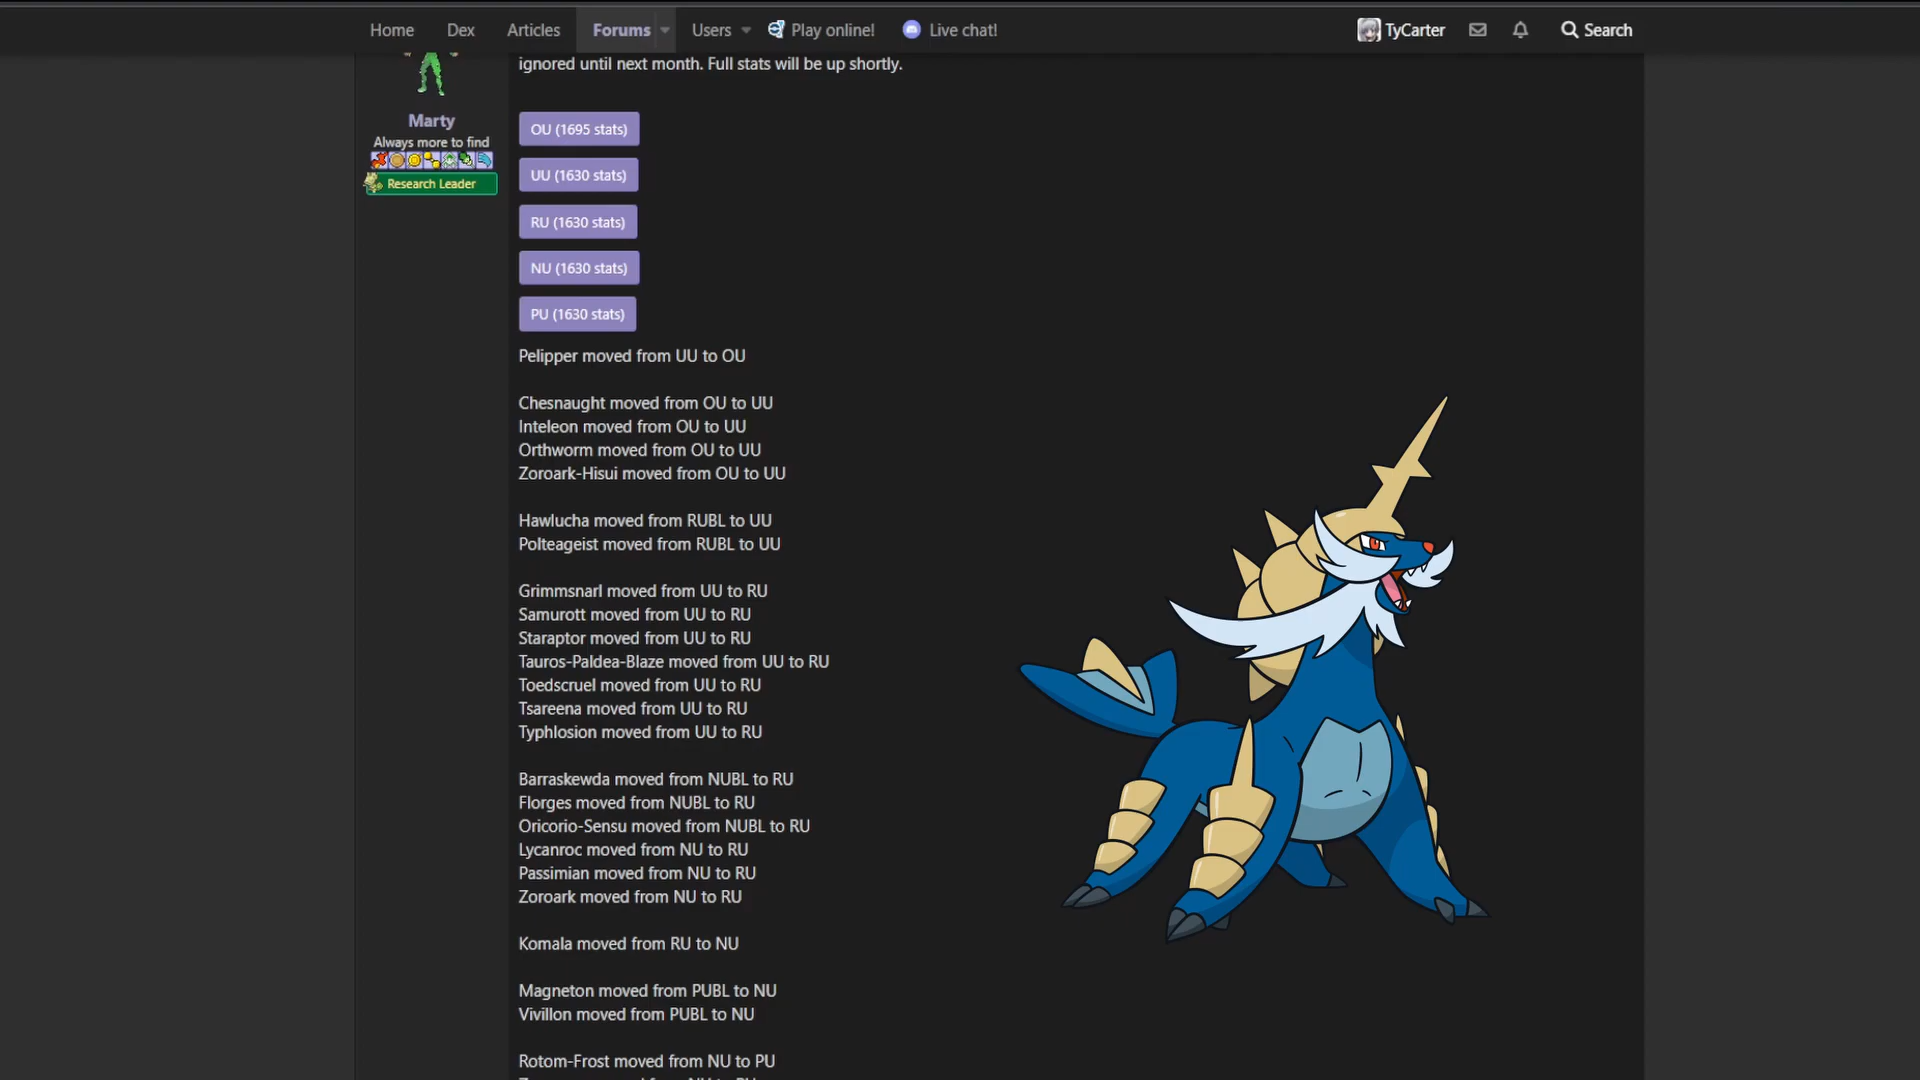 Home Dex Articles Forums Users Play online! Live chat! TyCarter Search
ignored until next month. Full stats will be up shortly.
Marty
Always more to find
Research Leader
OU (1695 stats)
UU (1630 stats)
RU (1630 stats)
NU (1630 stats)
PU (1630 stats)
Pelipper moved from UU to OU
Chesnaught moved from OU to UU
Inteleon moved from OU to UU
Orthworm moved from OU to UU
Zoroark-Hisui moved from OU to UU
Hawlucha moved from RUBL to UU
Polteageist moved from RUBL to UU
Grimmsnarl moved from UU to RU
Samurott moved from UU to RU
Staraptor moved from UU to RU
Tauros-Paldea-Blaze moved from UU to RU
Toedscruel moved from UU to RU
Tsareena moved from UU to RU
Typhlosion moved from UU to RU
Barraskewda moved from NUBL to RU
Florges moved from NUBL to RU
Oricorio-Sensu moved from NUBL to RU
Lycanroc moved from NU to RU
Passimian moved from NU to RU
Zoroark moved from NU to RU
Komala moved from RU to NU
Magneton moved from PUBL to NU
Vivillon moved from PUBL to NU
Rotom-Frost moved from NU to PU